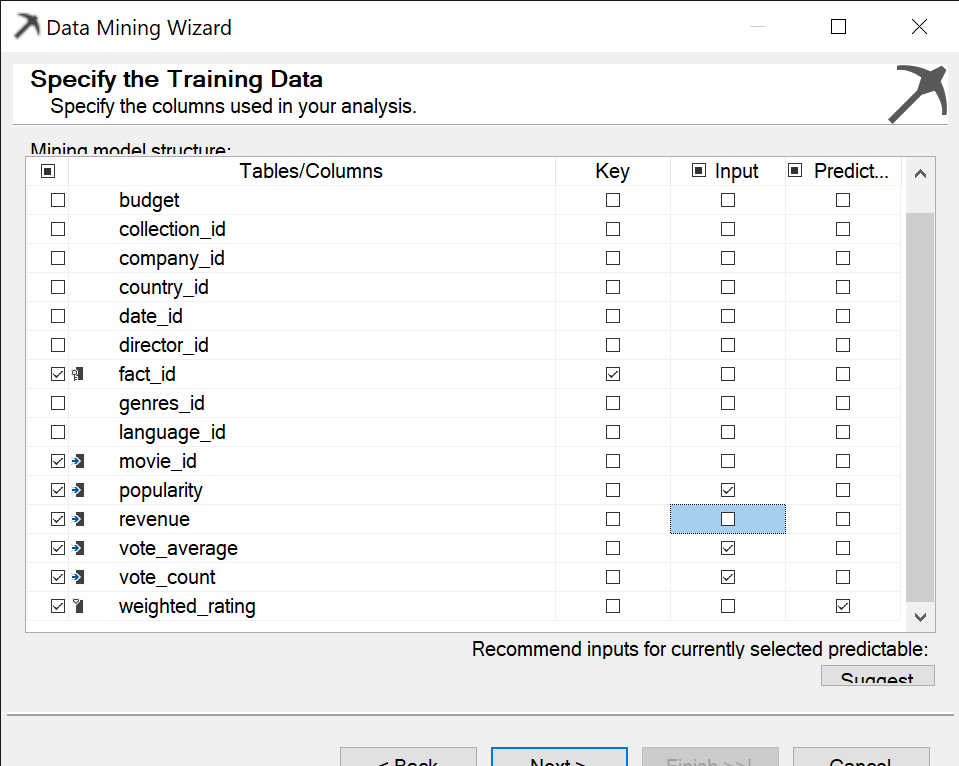 Data Mining Wizard
Specify the Training Data
Specify the columns used in your analysis.
Mining model structure:
Tables/Columns Key Input Predict...
budget
collection_id
company_id
country_id
date_id
director_id
fact_id
genres_id
language_id
movie_id
popularity
revenue
vote_average
vote_count
weighted_rating
Recommend inputs for currently selected predictable:
Suggest
< Back Next > Finish >>| Cancel